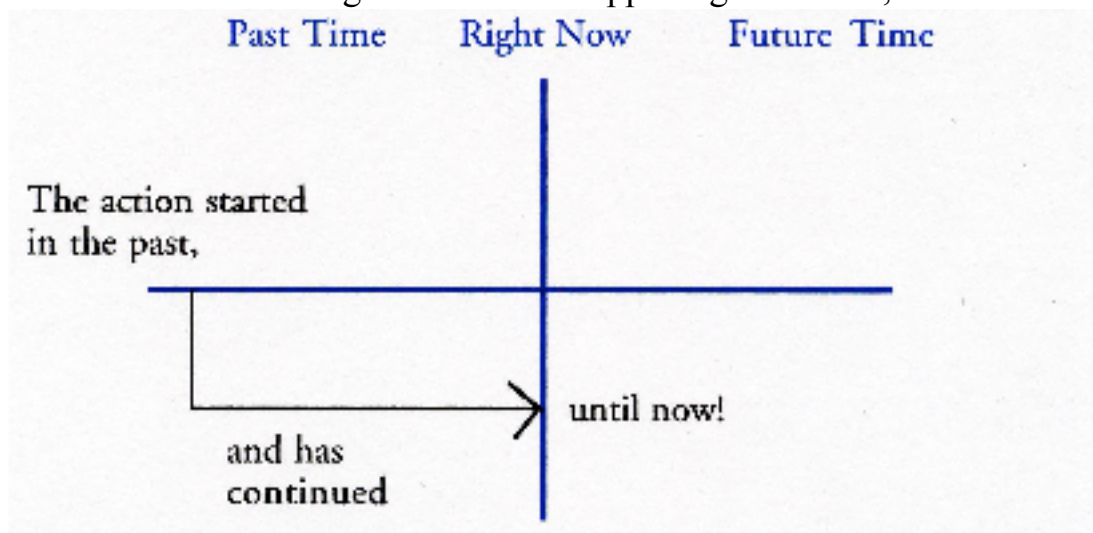 Past Time Right Now Future Time
The action started
in the past,
until now!
and has
continued